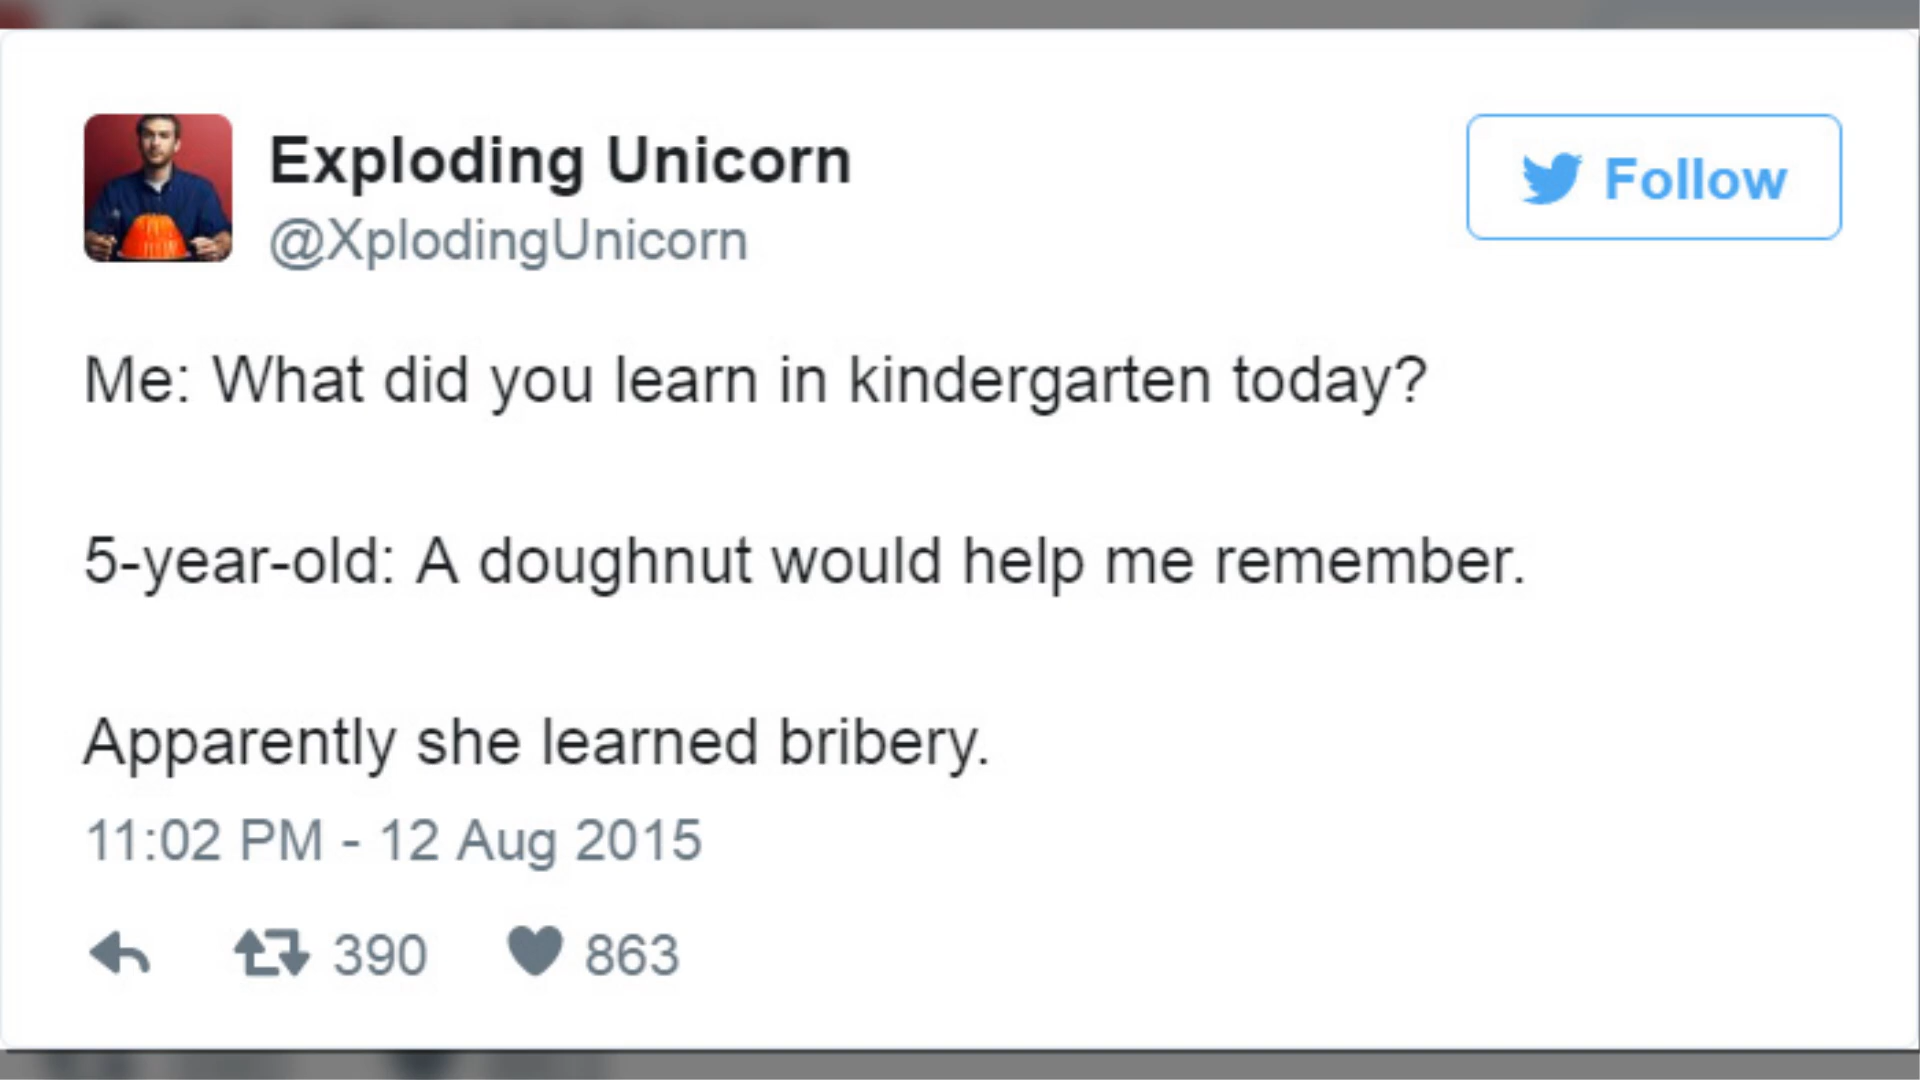 Exploding Unicorn
@XplodingUnicorn
Follow
Me: What did you learn in kindergarten today?
5-year-old: A doughnut would help me remember.
Apparently she learned bribery.
11:02 PM - 12 Aug 2015
390 863